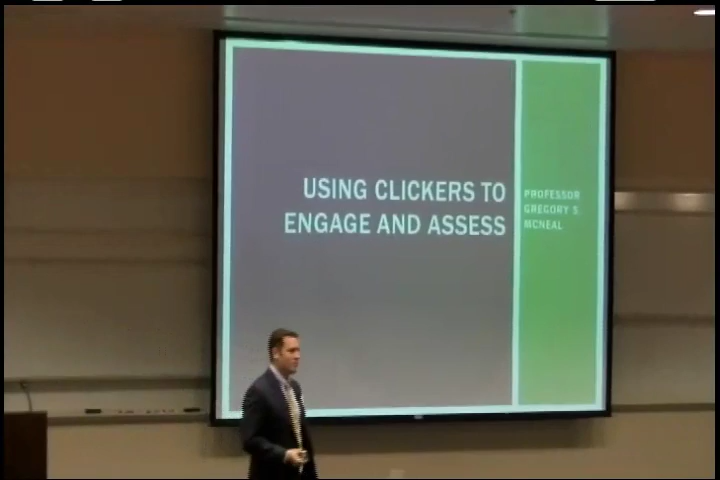 USING CLICKERS TO
ENGAGE AND ASSESS
PROFESSOR
GREGORY S
MCNEAL